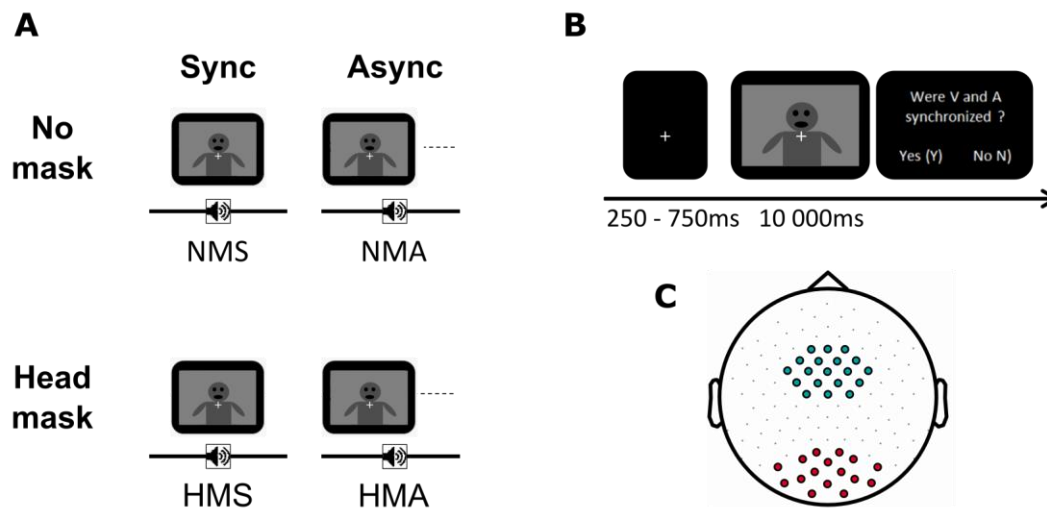 A
Sync Async
No
mask
NMS NMA
Head
mask
HMS HMA
B
Were V and A
synchronized ?
Yes (Y) No N)
250 - 750ms 10 000ms
C